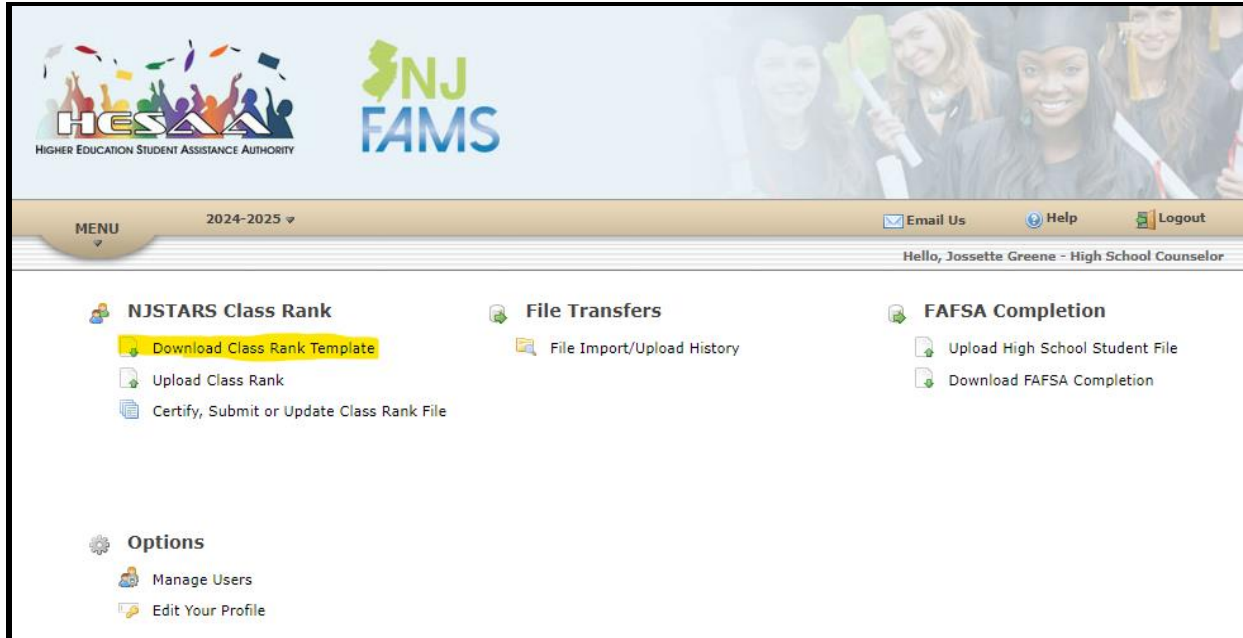 HESAA
HIGHER EDUCATION STUDENT ASSISTANCE AUTHORITY
NJ
FAMS
MENU
2024-2025
Email Us
Help
Logout
Hello, Jossette Greene - High School Counselor
NJSTARS Class Rank
Download Class Rank Template
Upload Class Rank
Certify, Submit or Update Class Rank File
File Transfers
File Import/Upload History
FAFSA Completion
Upload High School Student File
Download FAFSA Completion
Options
Manage Users
Edit Your Profile